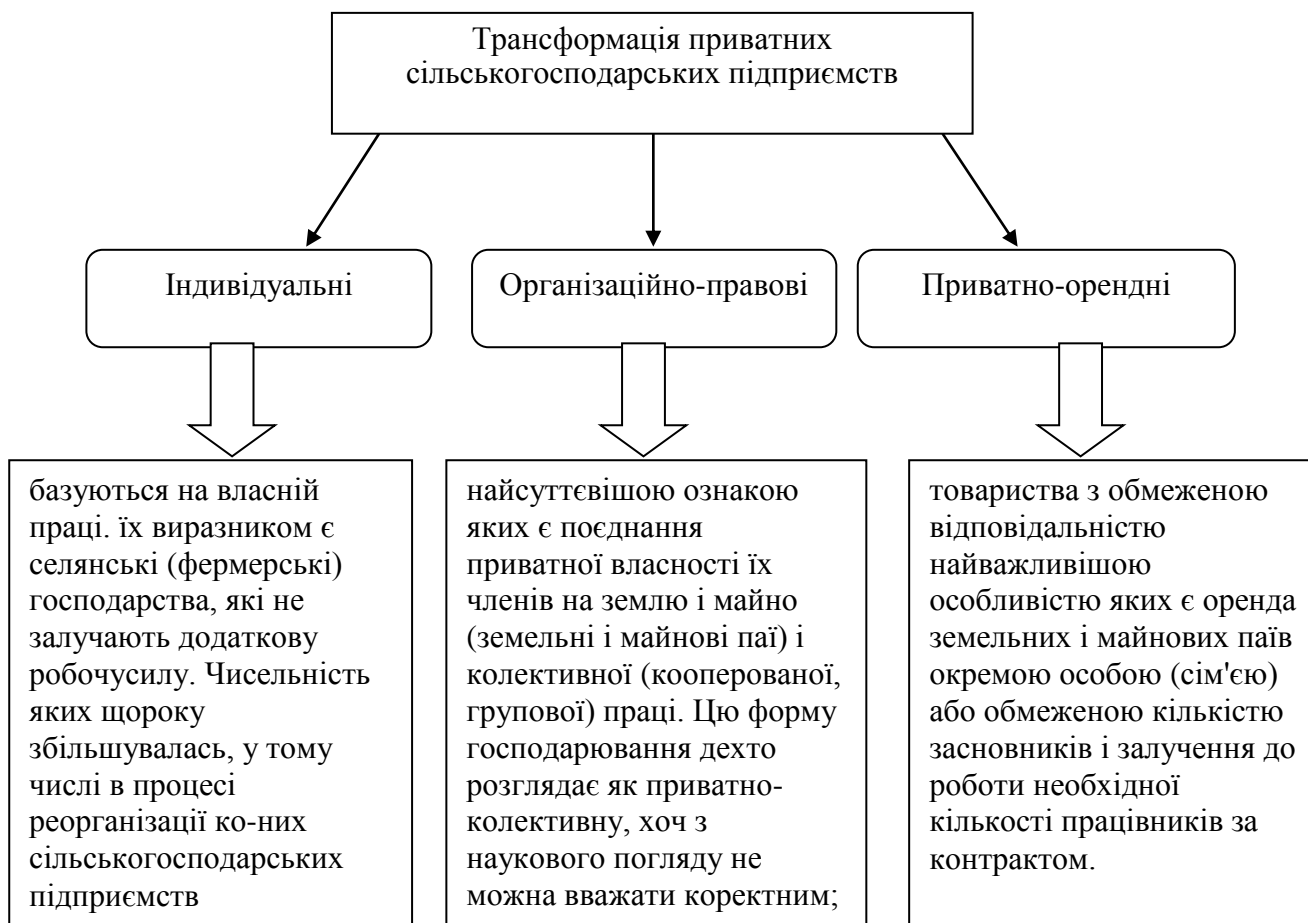 Трансформація приватних
сільськогосподарських підприємств
Індивідуальні
Організаційно-правові
Приватно-орендні
базуються на власній
праці. їх виразником є
селянські (фермерські)
господарства, які не
залучають додаткову
робочусилу. Чисельність
яких щороку
збільшувалась, у тому
числі в процесі
реорганізації ко-них
сільськогосподарських
підприємств
найсуттєвішою ознакою
яких є поєднання
приватної власності їх
членів на землю і майно
(земельні і майнові паї) і
колективної (кооперованої,
групової) праці. Цю форму
господарювання дехто
розглядає як приватно-
колективну, хоч з
наукового погляду не
можна вважати коректним;
товариства з обмеженою
відповідальністю
найважливішою
особливістю яких є оренда
земельних і майнових паїв
окремою особою (сім'єю)
або обмеженою кількістю
засновників і залучення до
роботи необхідної
кількості працівників за
контрактом.